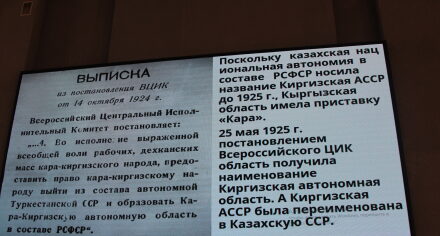 ВЫПИСКА
из постановления ВЦИК
от 14 октября 1924 г.
Всероссийский Центральный Испол-
нительный Комитет постановляет:
„...4. Во исполнение выраженной
всеобщей воли рабочих, дехканских
масс кара-киргизского народа, предо-
ставить право кара-киргизскому на-
роду выйти из состава автономной
Туркестанской ССР и образовать Ка-
ра-Киргизскую автономную область
в составе РСФСР“.
Поскольку казахская нац
иональная автономия в
составе РСФСР носила
название Киргизская АССР
до 1925 г., Кыргызская
область имела приставку
«Кара».
25 мая 1925 г.
постановлением
Всероссийского ЦИК
область получила
наименование
Киргизская автономная
область. А Киргизская
АССР была переименована
в Казахскую ССР.